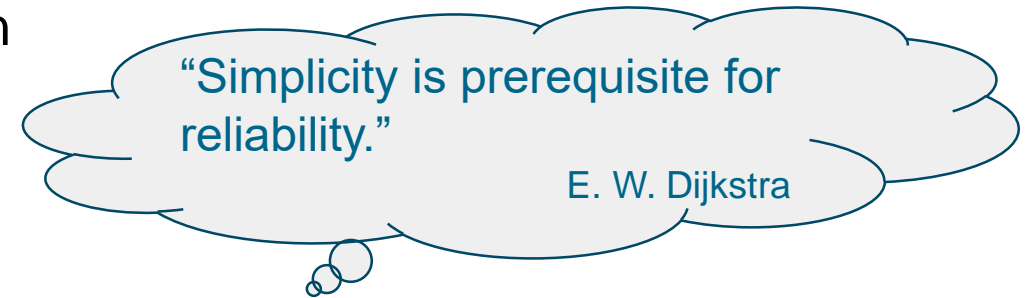 n
“Simplicity is prerequisite for
reliability.”
E. W. Dijkstra